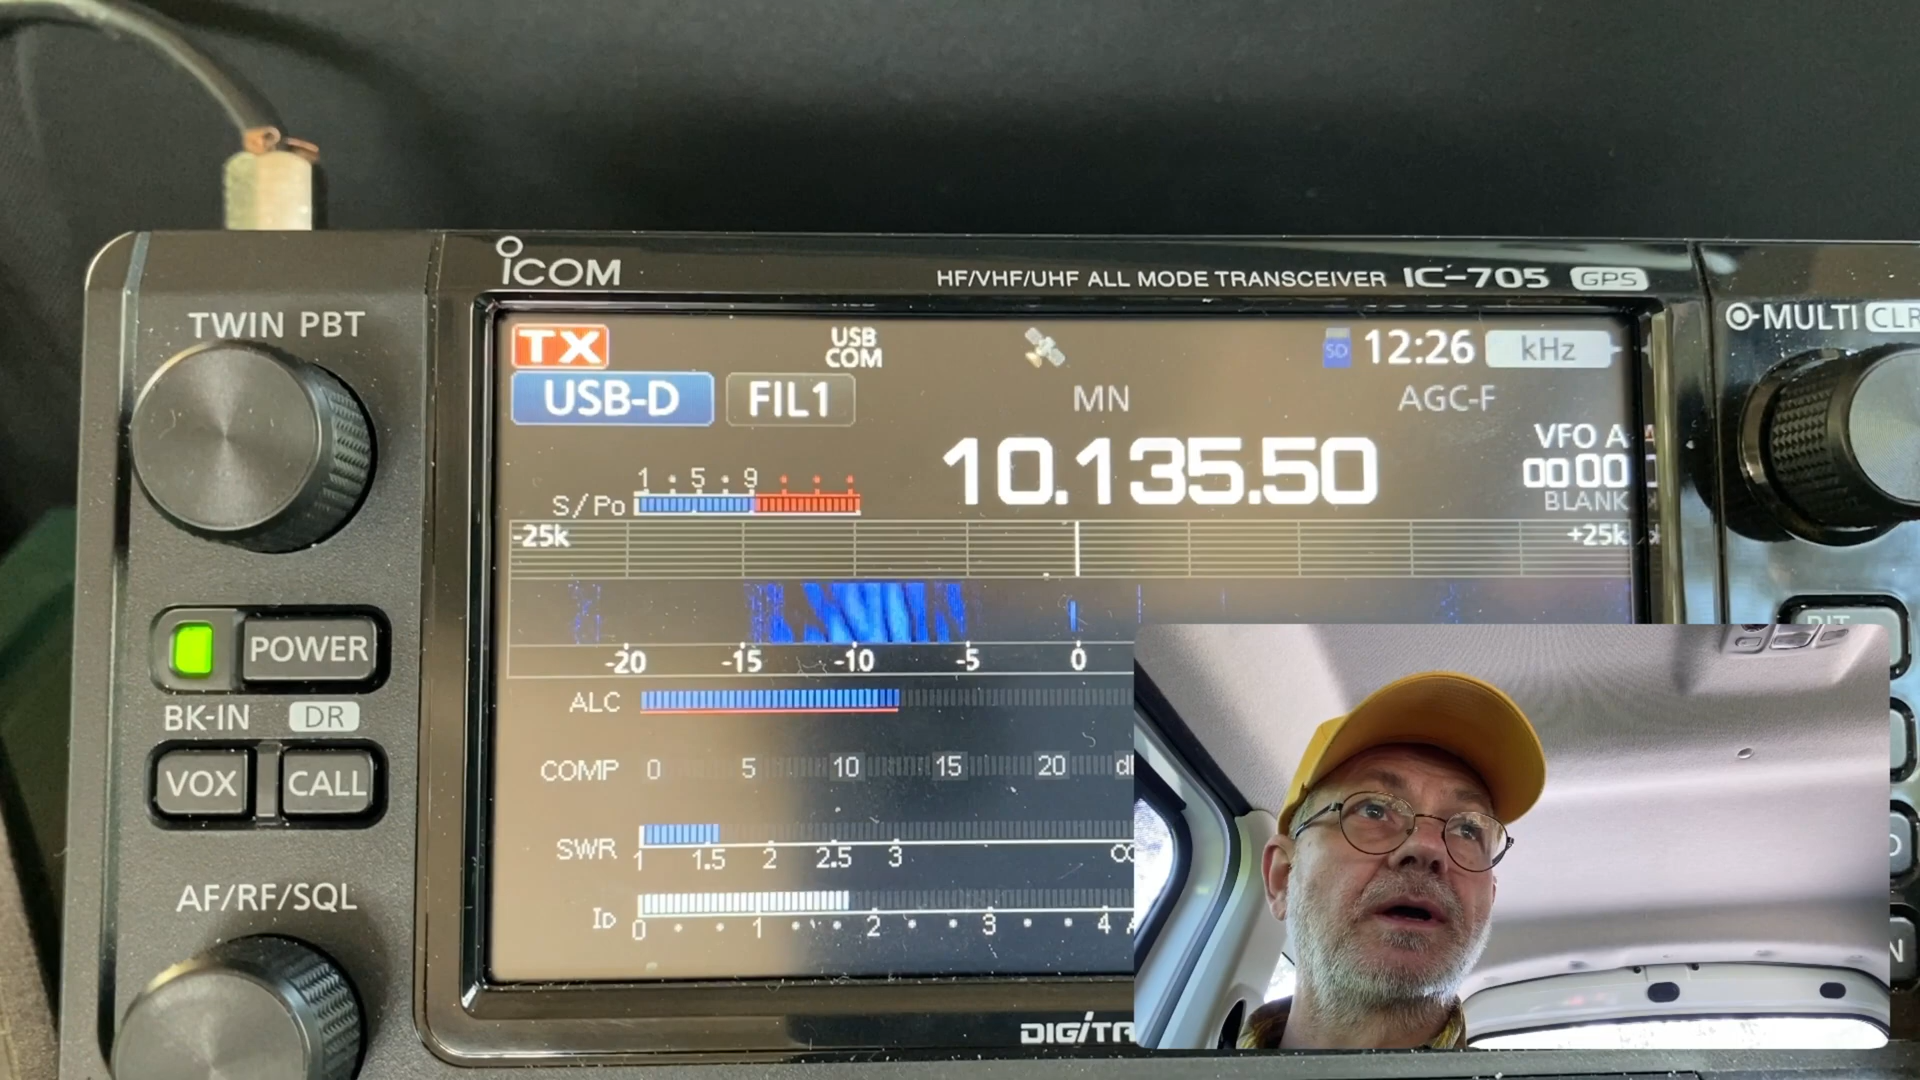 ICOM
HF/VHF/UHF ALL MODE TRANSCEIVER IC-705 GPS
TWIN PBT
MULTI CLR
TX USB COM SD 12:26 kHz
USB-D FIL1 MN AGC-F
10.135.50 VFO A
0000
BLANK
1 5 9
S/Po
-25k +25k
-20 -15 -10 -5 0
POWER
BK-IN DR
VOX CALL
AF/RF/SQL
ALC
COMP 0 5 10 15 20
SWR
1 1.5 2 2.5 3 ∞
ID
0 1 2 3 4